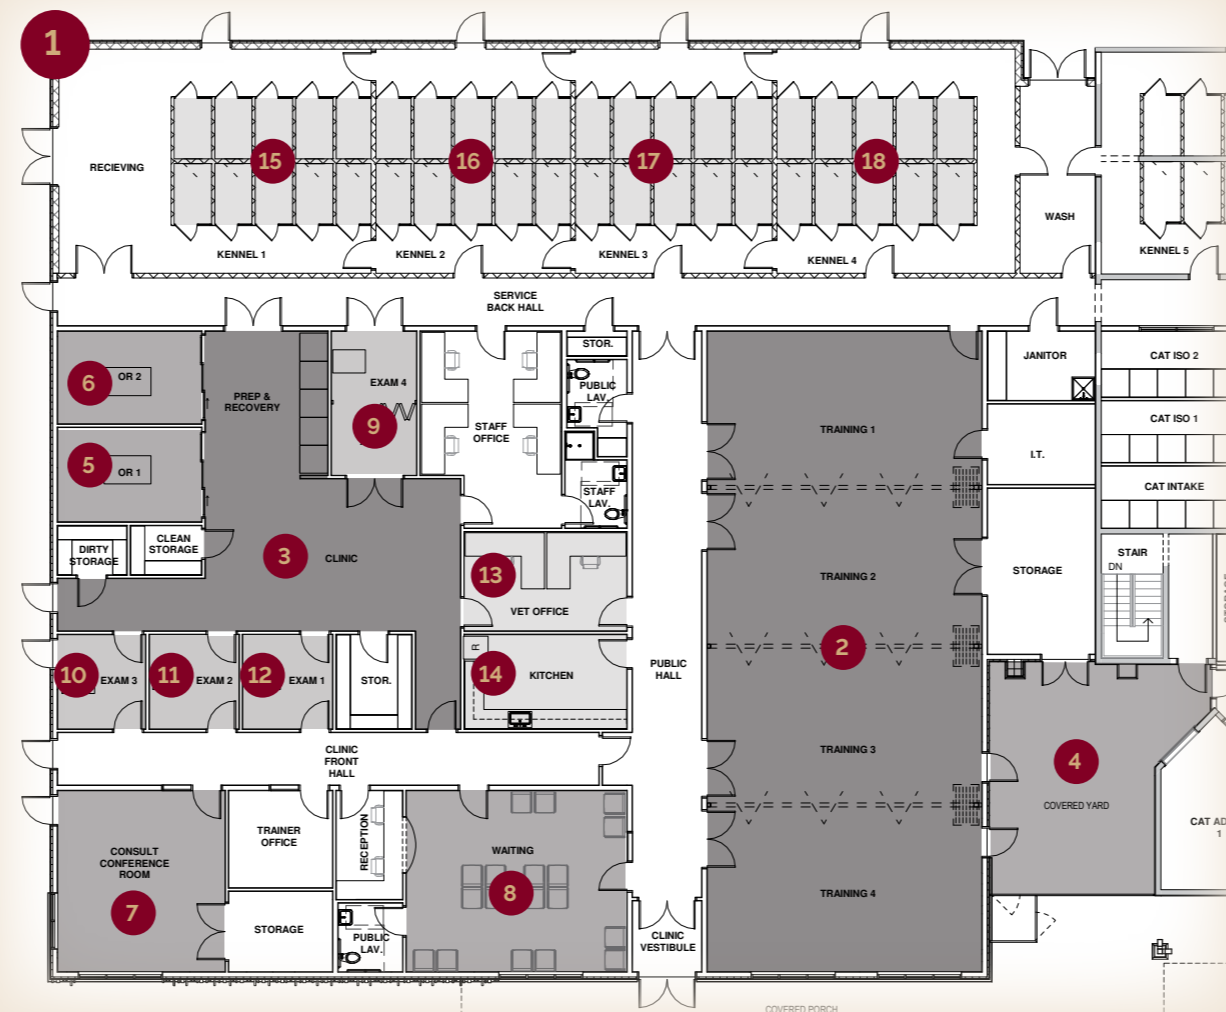 1
RECIEVING
15
16
17
18
WASH
KENNEL 1
KENNEL 2
KENNEL 3
KENNEL 4
KENNEL 5
SERVICE
BACK HALL
STOR.
JANITOR
CAT ISO 2
6
OR 2
PREP &
RECOVERY
EXAM 4
9
STAFF
OFFICE
PUBLIC
LAV.
TRAINING 1
CAT ISO 1
I.T.
5
OR 1
STAFF
LAV.
CAT INTAKE
DIRTY
STORAGE
CLEAN
STORAGE
3
CLINIC
13
VET OFFICE
TRAINING 2
STORAGE
STAIR
DN
10
EXAM 3
11
EXAM 2
12
EXAM 1
STOR.
R
14
KITCHEN
PUBLIC
HALL
2
CLINIC
FRONT
HALL
TRAINING 3
4
COVERED YARD
CONSULT
CONFERENCE
ROOM
7
TRAINER
OFFICE
RECEPTION
WAITING
8
CAT AD
1
TRAINING 4
STORAGE
PUBLIC
LAV.
CLINIC
VESTIBULE
COVERED PORCH